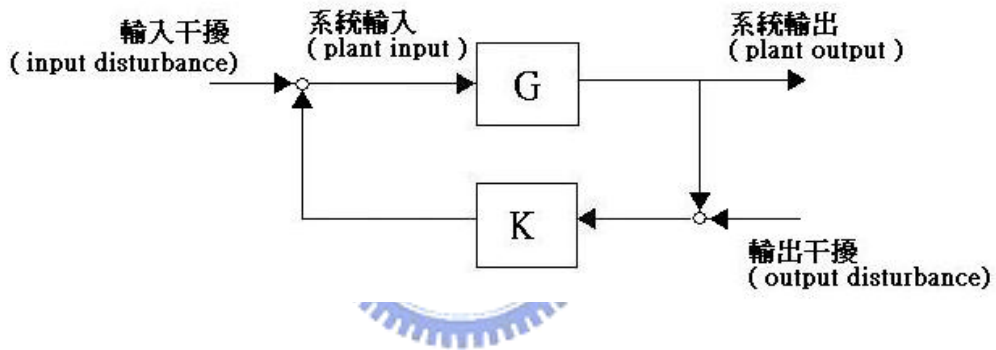 輸入干擾
( input disturbance)
系統輸入
( plant input )
系統輸出
( plant output )
G
K
輸出干擾
( output disturbance)